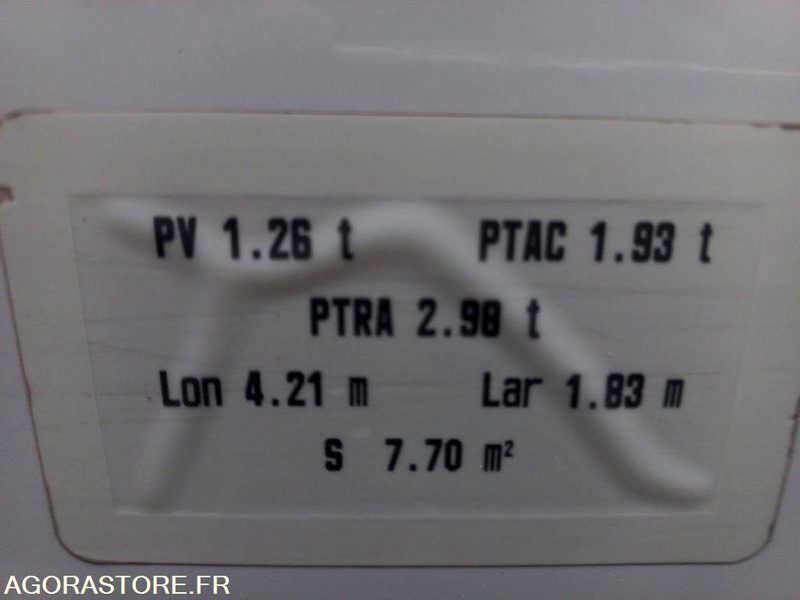 PV 1.26 t PTAC 1.93 t
PTRA 2.98 t
Lon 4.21 m Lar 1.83 m
S 7.70 m²
AGORASTORE.FR